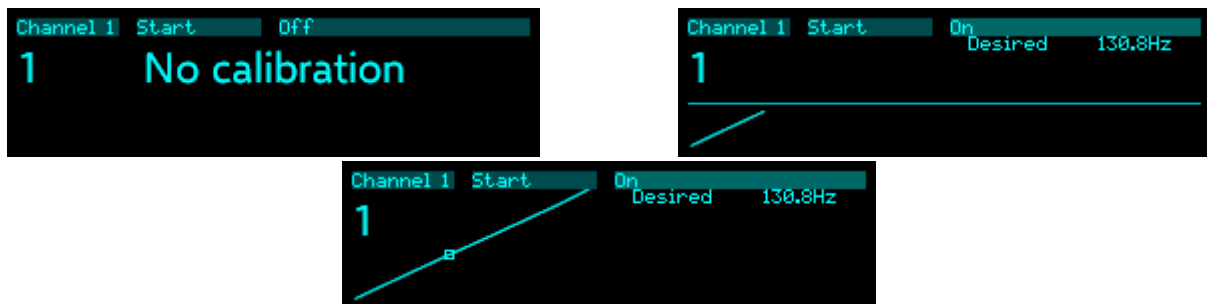 Channel 1 Start Off
1 No calibration
Channel 1 Start On
Desired 130.8Hz
1
Channel 1 Start On
Desired 130.8Hz
1